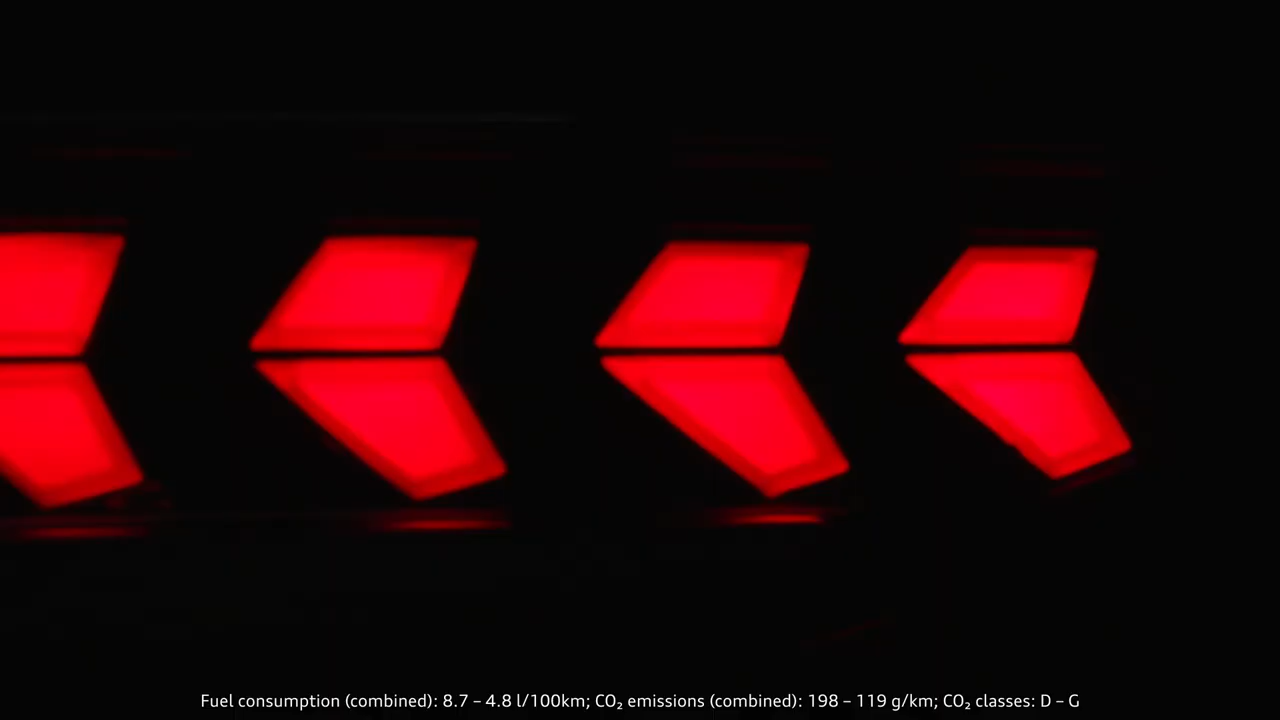 Fuel consumption (combined): 8.7 – 4.8 l/100km; CO₂ emissions (combined): 198 – 119 g/km; CO₂ classes: D – G